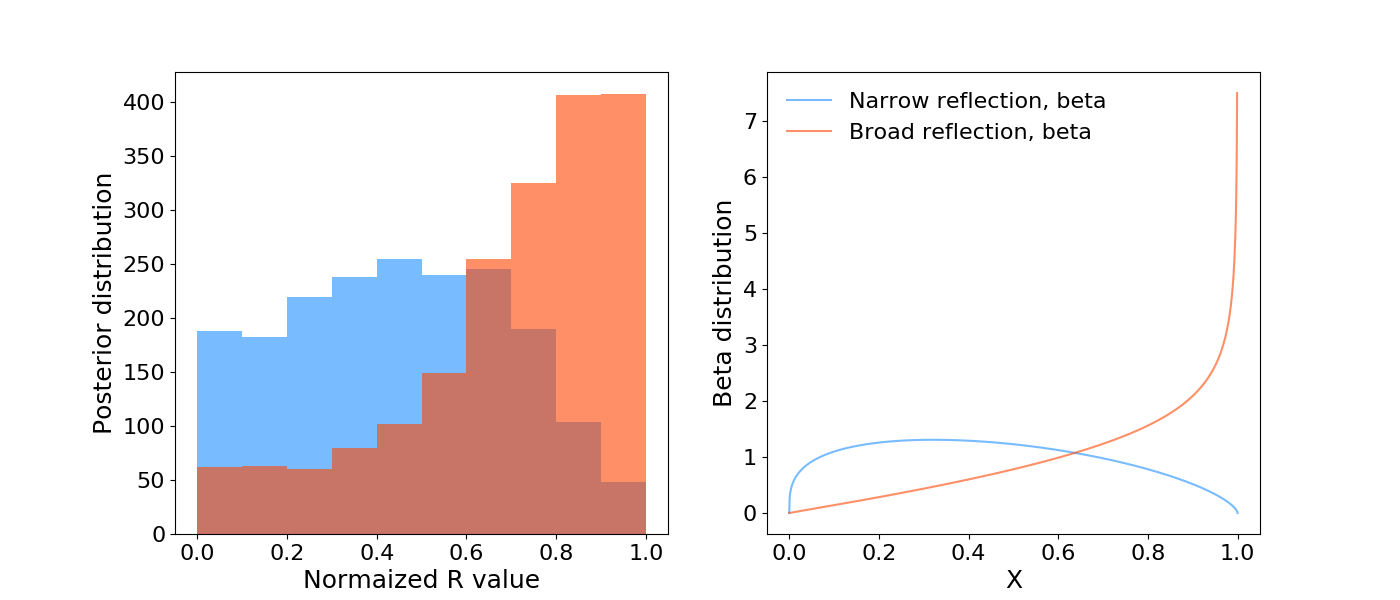 Posterior distribution
400
350
300
250
200
150
100
50
0
0.0 0.2 0.4 0.6 0.8 1.0
Normaized R value
Beta distribution
7
6
5
4
3
2
1
0
0.0 0.2 0.4 0.6 0.8 1.0
X
Narrow reflection, beta
Broad reflection, beta